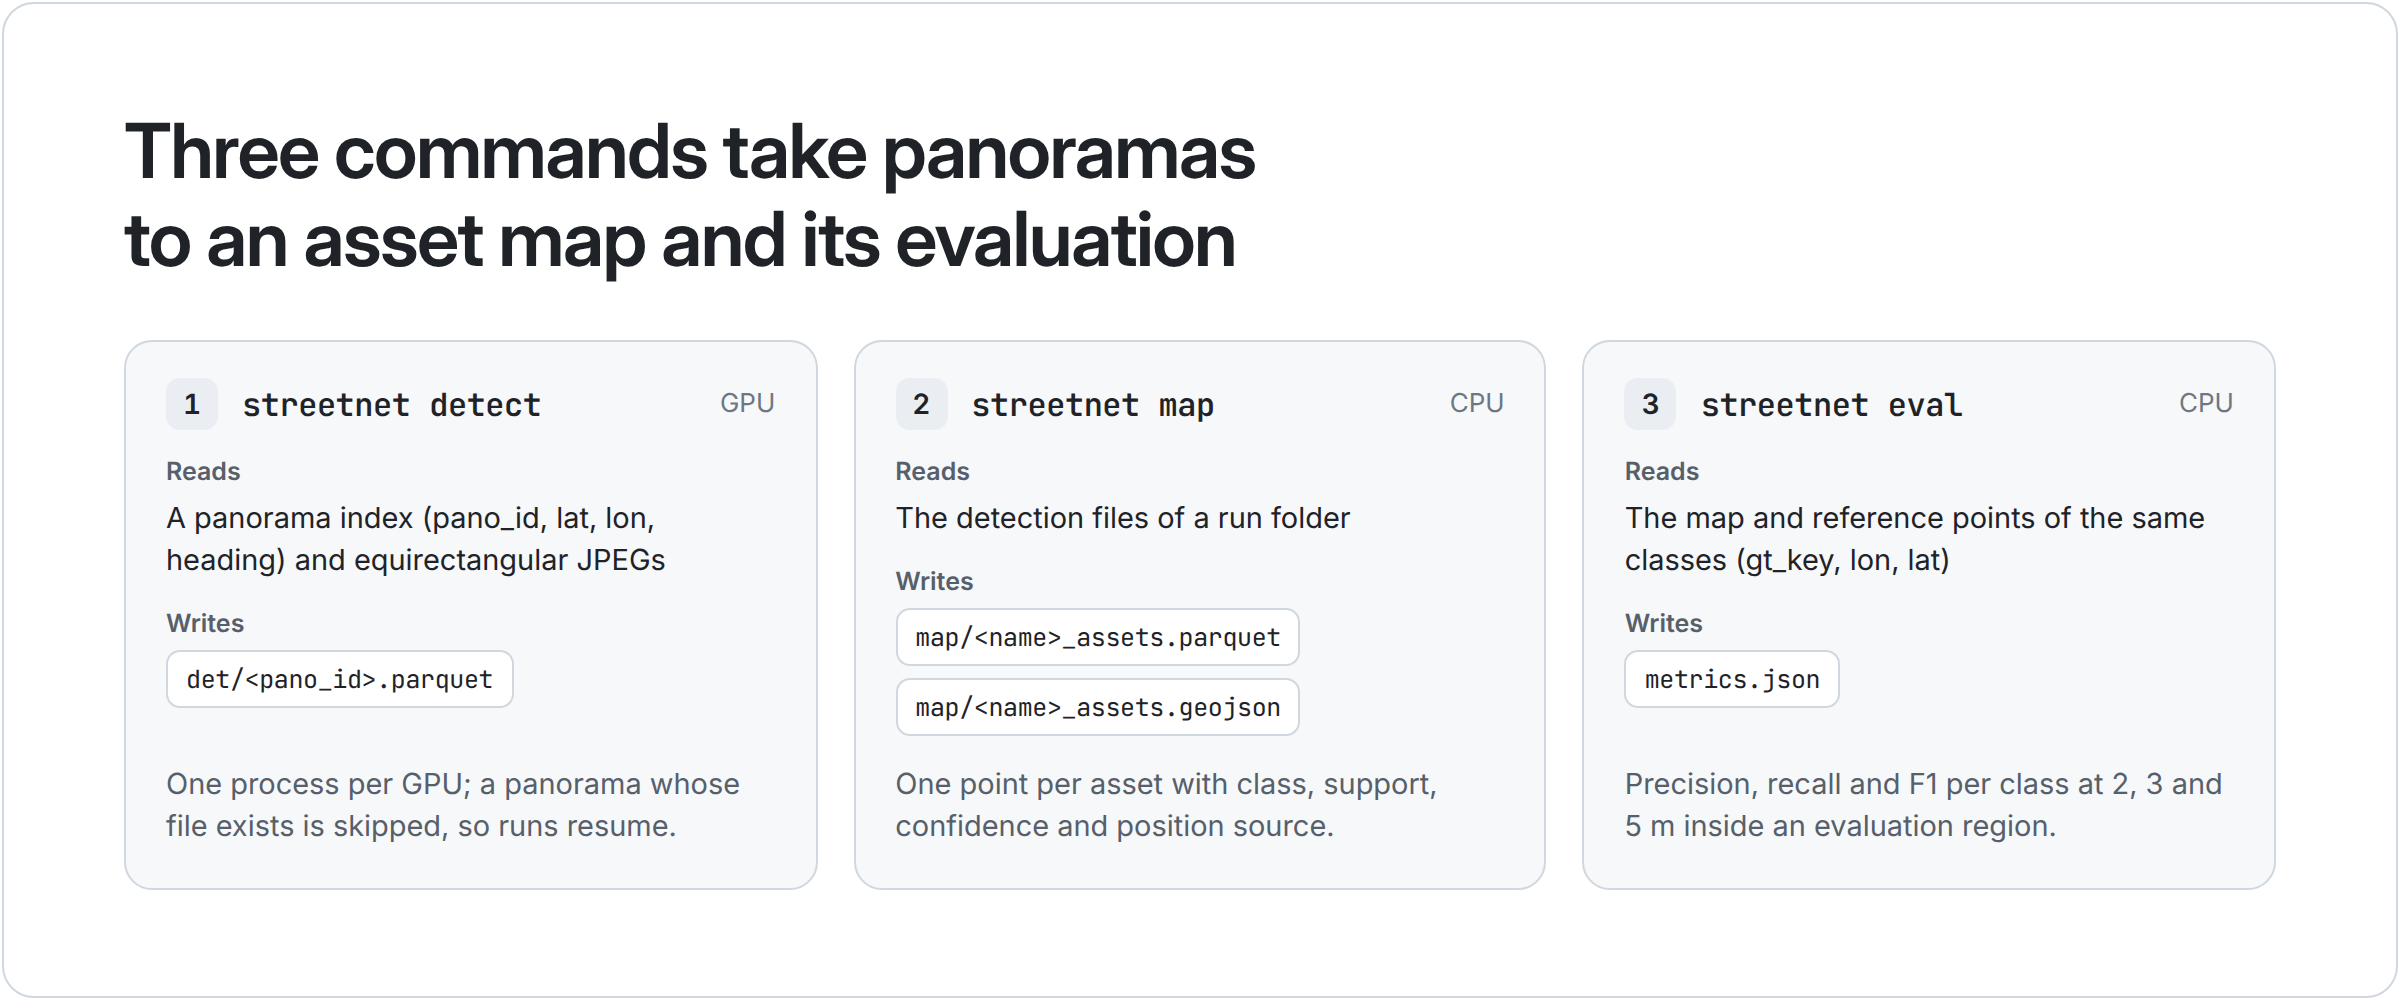 Three commands take panoramas
to an asset map and its evaluation
1 streetnet detect GPU
Reads
A panorama index (pano_id, lat, lon,
heading) and equirectangular JPEGs
Writes
det/<pano_id>.parquet
One process per GPU; a panorama whose
file exists is skipped, so runs resume.
2 streetnet map CPU
Reads
The detection files of a run folder
Writes
map/<name>_assets.parquet
map/<name>_assets.geojson
One point per asset with class, support,
confidence and position source.
3 streetnet eval CPU
Reads
The map and reference points of the same
classes (gt_key, lon, lat)
Writes
metrics.json
Precision, recall and F1 per class at 2, 3 and
5 m inside an evaluation region.